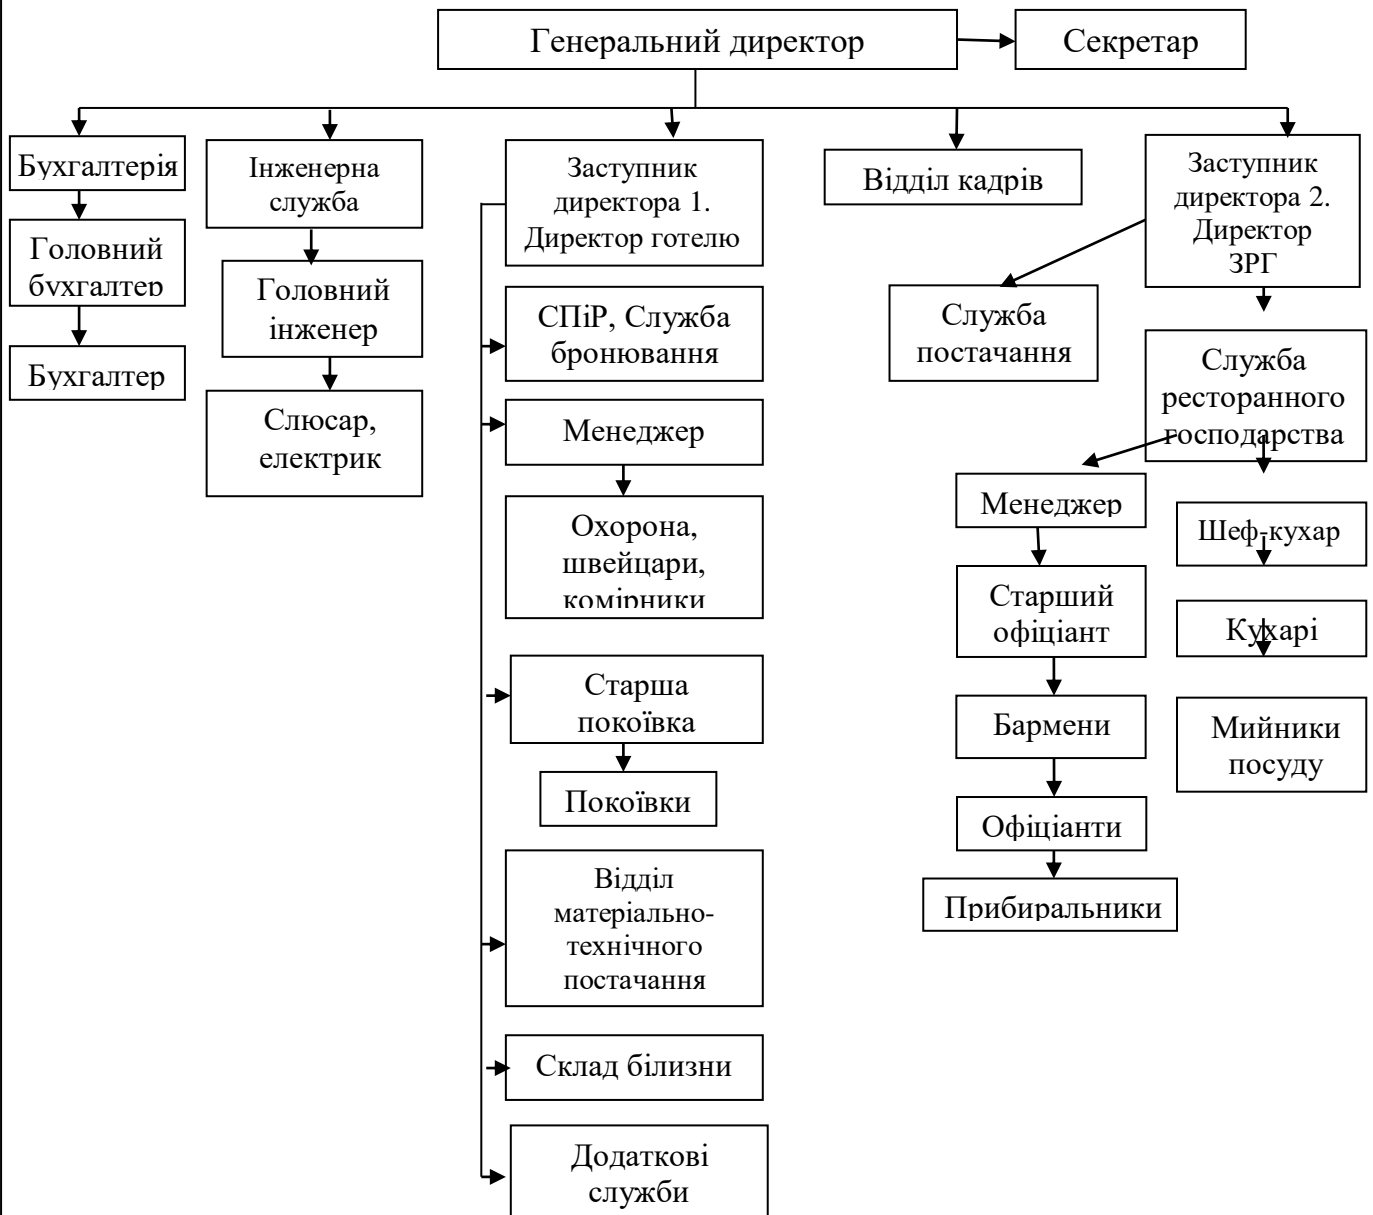 Генеральний директор
Секретар
Бухгалтерія
Головний
бухгалтер
Бухгалтер
Інженерна
служба
Головний
інженер
Слюсар,
електрик
Заступник
директора 1.
Директор готелю
СПіР, Служба
бронювання
Менеджер
Охорона,
швейцари,
комірники
Старша
покоївка
Покоївки
Відділ
матеріально-
технічного
постачання
Склад білизни
Додаткові
служби
Відділ кадрів
Заступник
директора 2.
Директор
ЗРГ
Служба
постачання
Служба
ресторанного
господарства
Менеджер
Старший
офіціант
Бармени
Офіціанти
Прибиральники
Шеф-кухар
Кухарі
Мийники
посуду